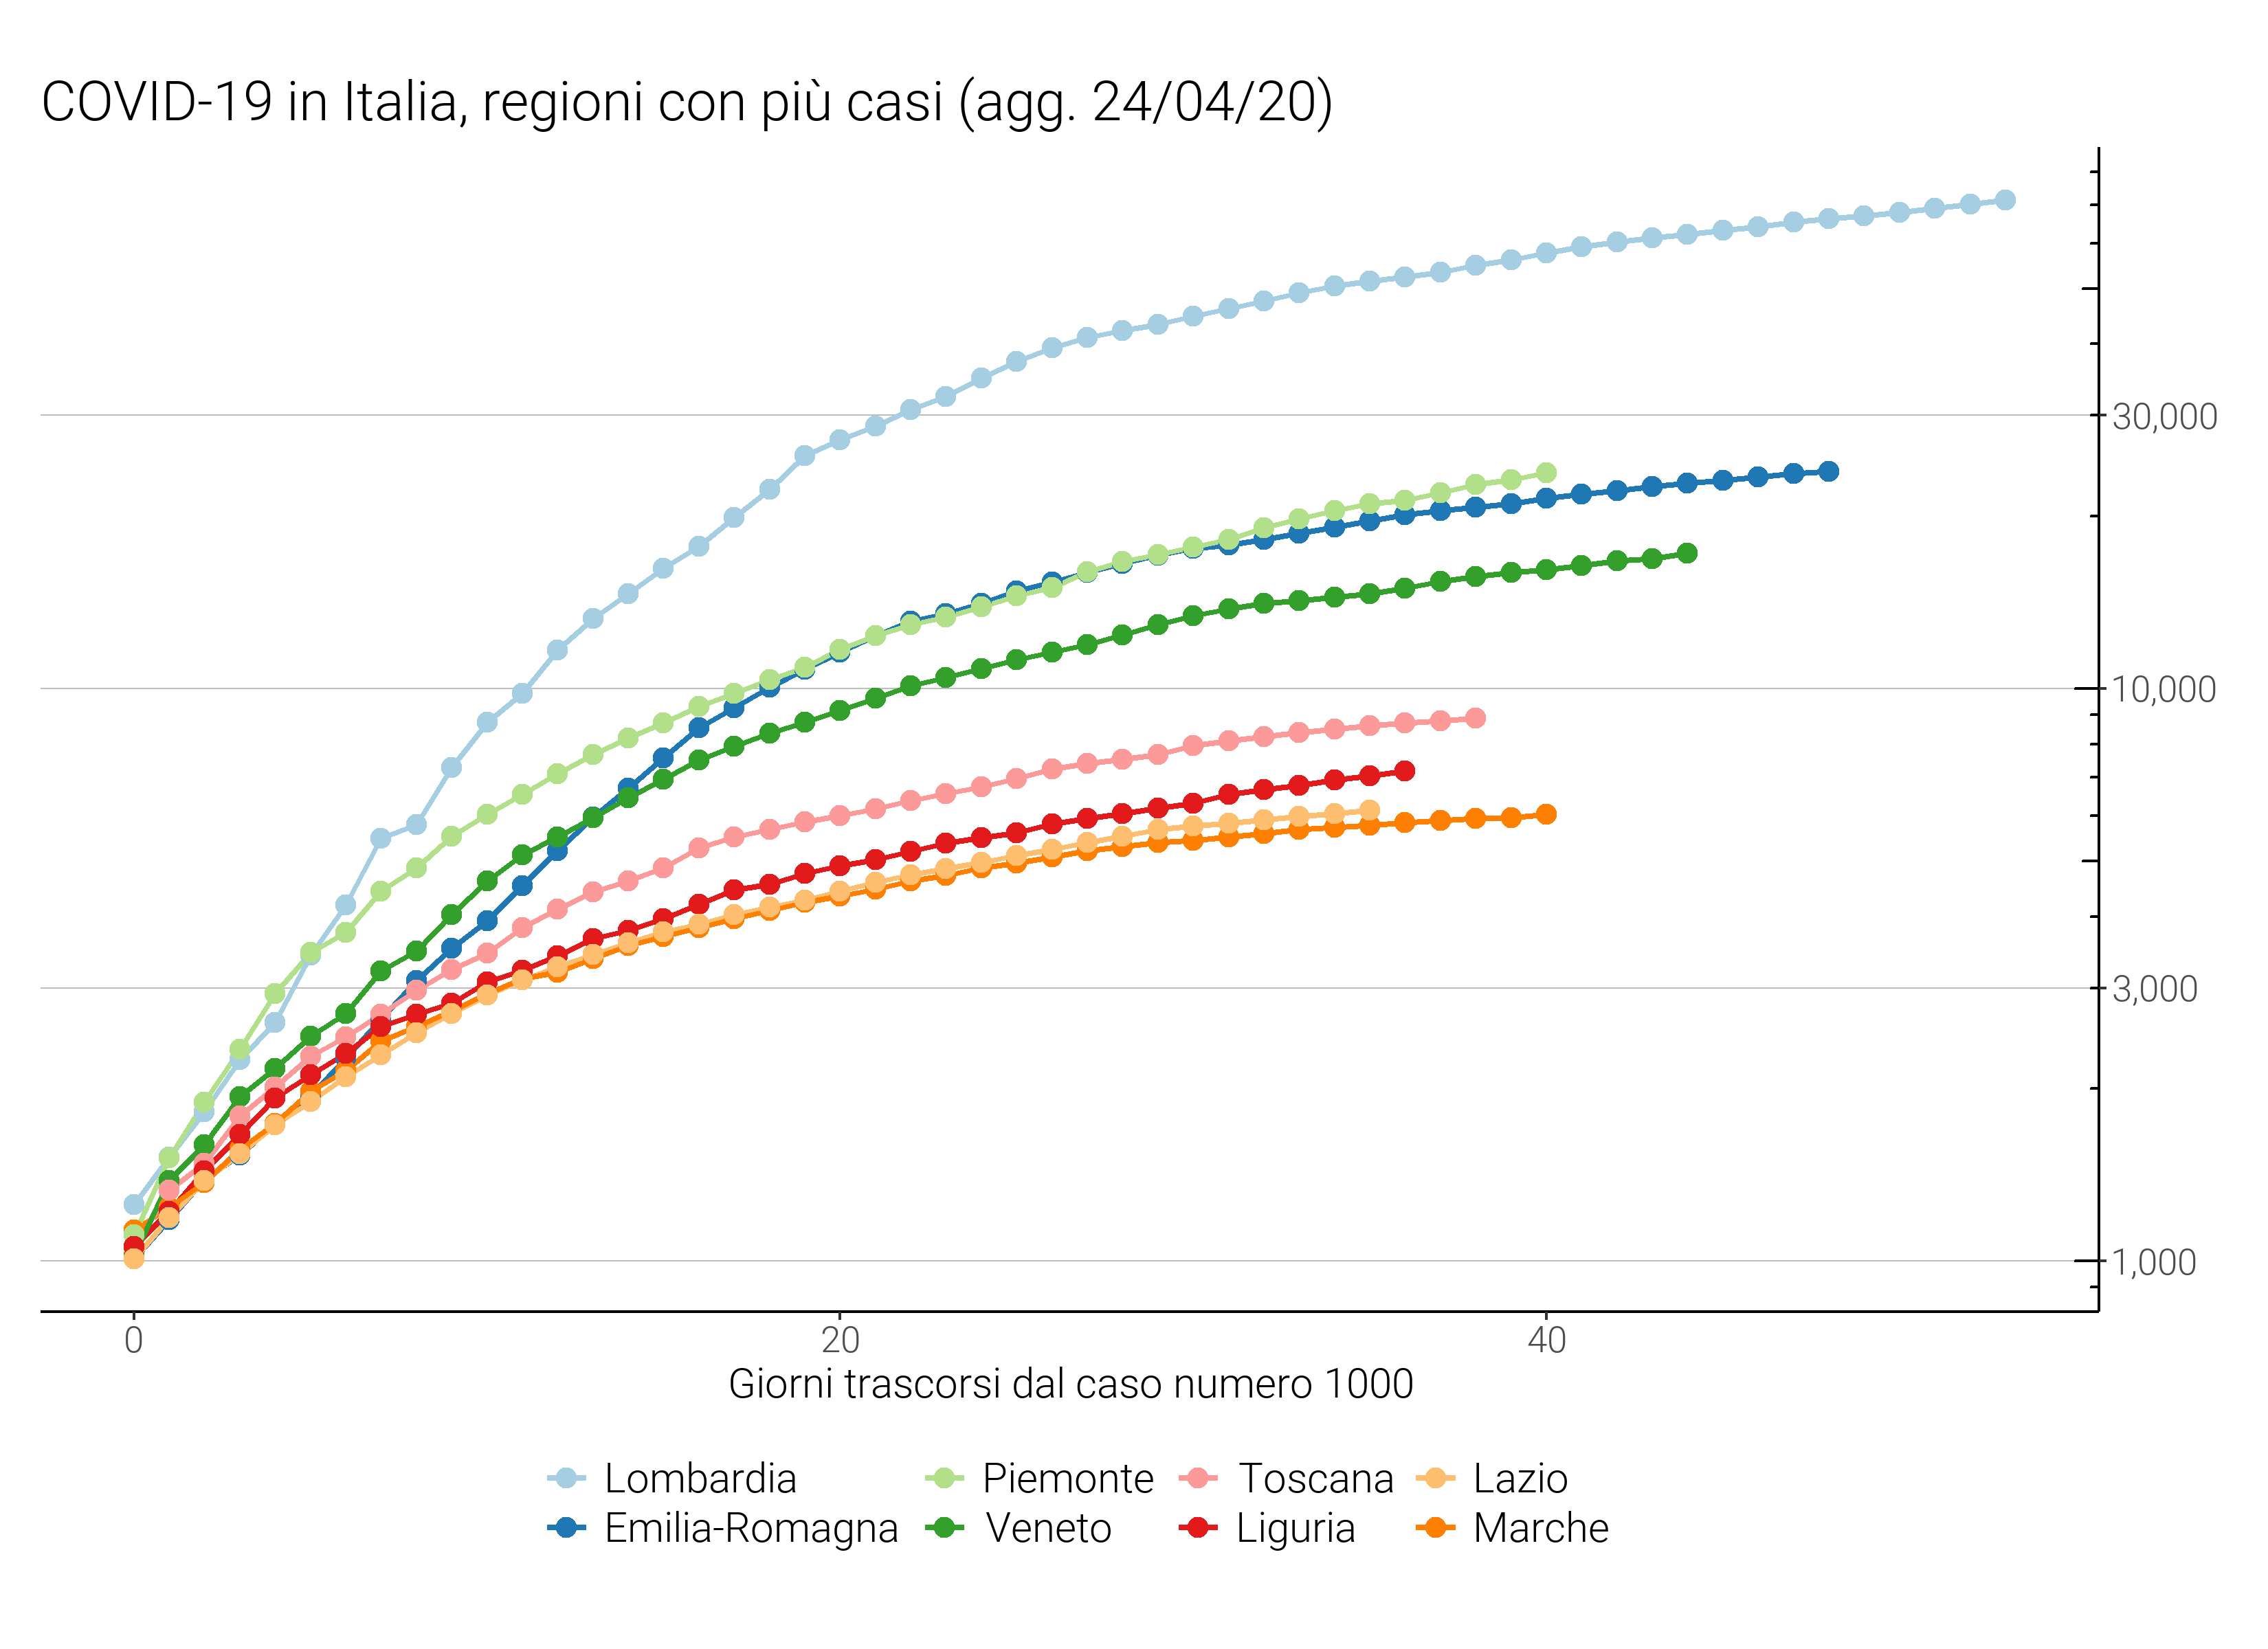 COVID-19 in Italia, regioni con più casi (agg. 24/04/20)
30,000
10,000
3,000
1,000
0 20 40
Giorni trascorsi dal caso numero 1000
Lombardia Piemonte Toscana Lazio
Emilia-Romagna Veneto Liguria Marche